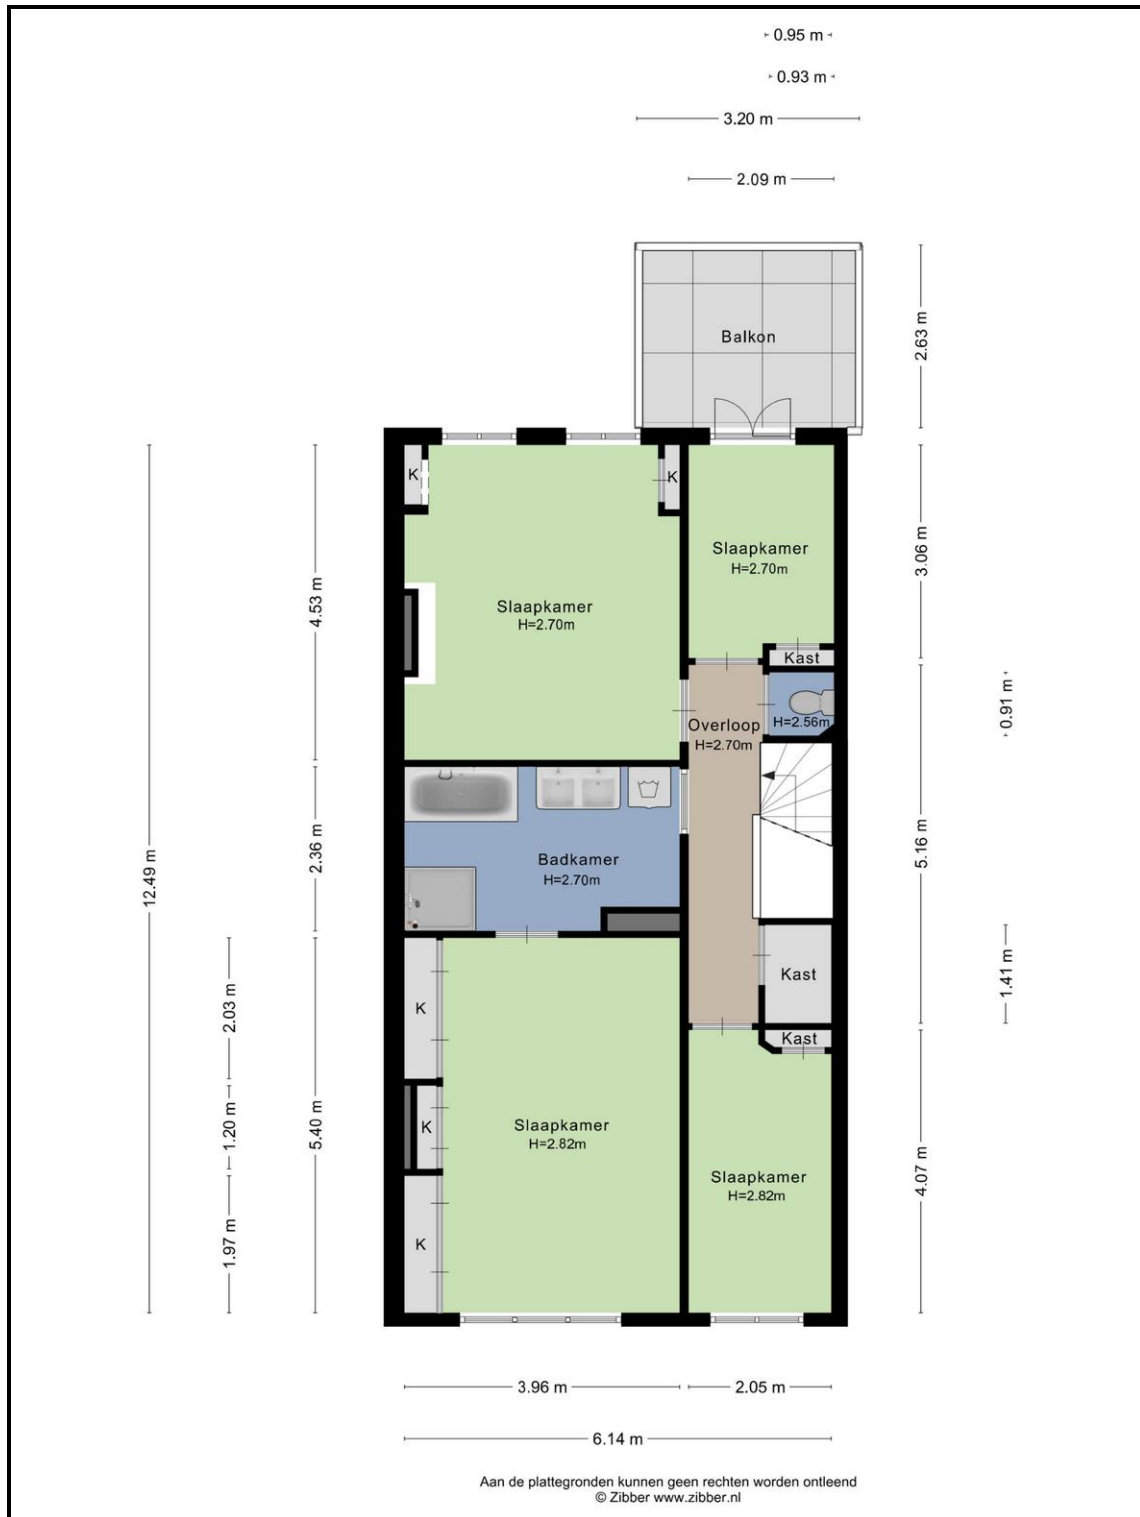 0.95 m
0.93 m
3.20 m
2.09 m
Balkon
2.63 m
K
K
Slaapkamer
H=2.70m
3.06 m
4.53 m
Slaapkamer
H=2.70m
Kast
0.91 m
Overloop
H=2.70m
H=2.56m
12.49 m
2.36 m
Badkamer
H=2.70m
5.16 m
Kast
1.41 m
2.03 m
K
Kast
1.20 m
5.40 m
K
Slaapkamer
H=2.82m
Slaapkamer
H=2.82m
4.07 m
1.97 m
K
3.96 m
2.05 m
6.14 m
Aan de plattegronden kunnen geen rechten worden ontleend
© Zibber www.zibber.nl